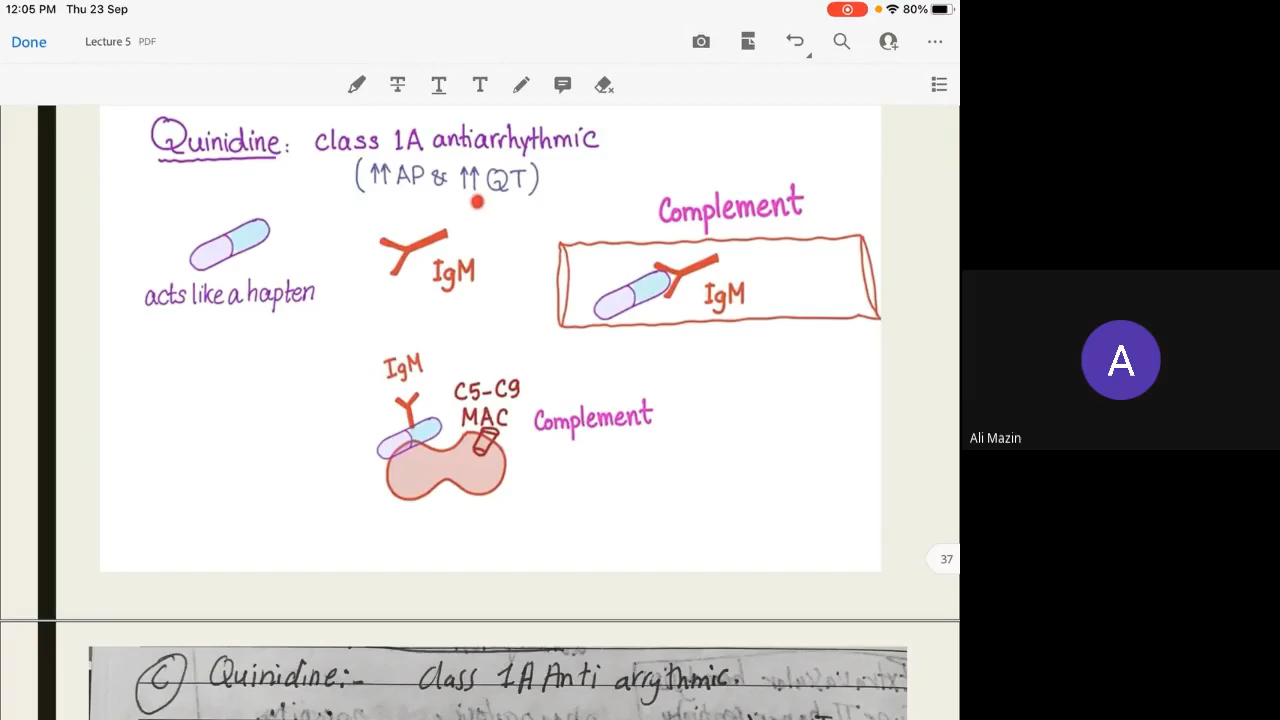 12:05 PM Thu 23 Sep
80%
Done
Lecture 5 PDF
T T T
Quinidine: class 1A antiarrhythmic
(↑↑ AP & ↑↑ QT)
Complement
IgM
IgM
acts like a hapten
IgM
C5-C9
MAC
Complement
A
Ali Mazin
37
C Quinidine:- class 1A Anti arrythmic.